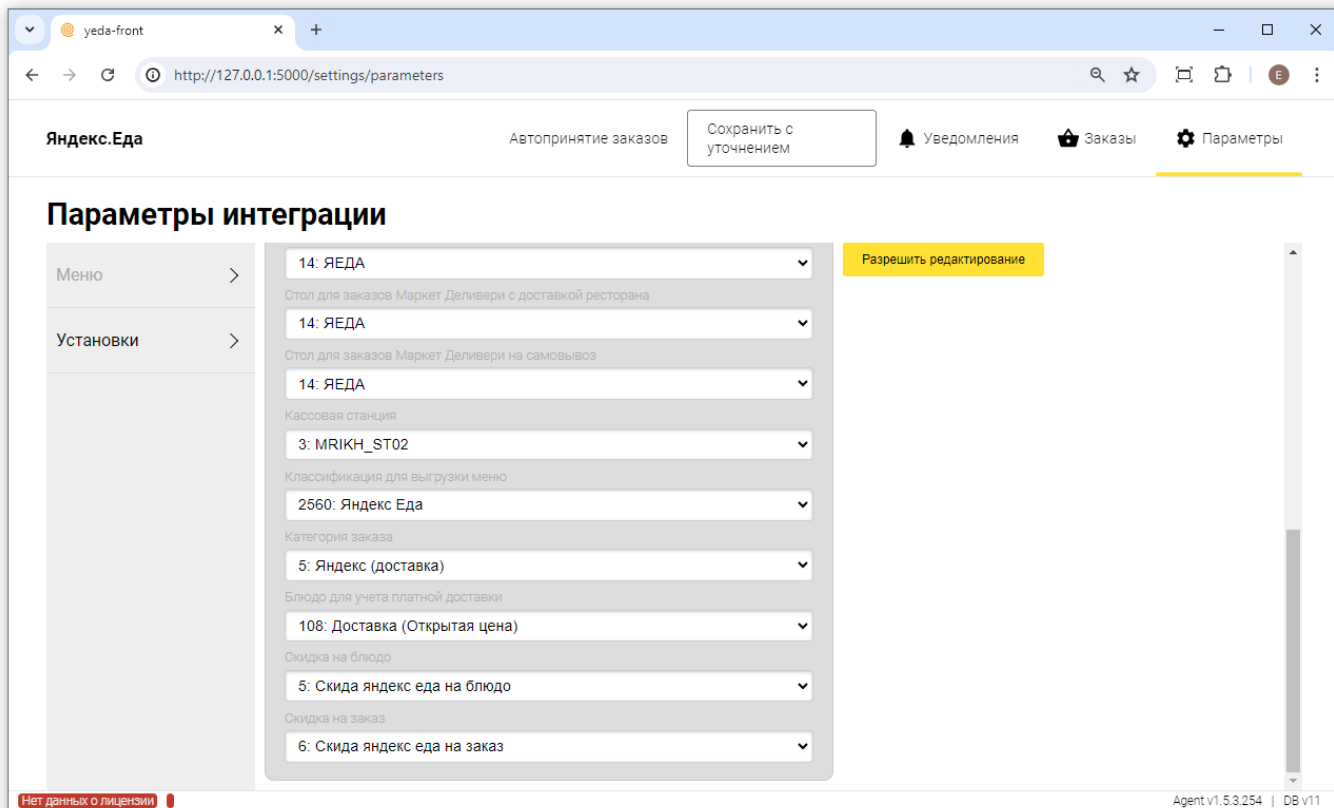 yeda-front
http://127.0.0.1:5000/settings/parameters
E
Яндекс.Еда
Автопринятие заказов
Сохранить с
уточнением
Уведомления
Заказы
Параметры
Параметры интеграции
Меню
Установки
14: ЯЕДА
Стол для заказов Маркет Деливери с доставкой ресторана
14: ЯЕДА
Стол для заказов Маркет Деливери на самовывоз
14: ЯЕДА
Кассовая станция
3: MRIKH_ST02
Классификация для выгрузки меню
2560: Яндекс Еда
Категория заказа
5: Яндекс (доставка)
Блюдо для учета платной доставки
108: Доставка (Открытая цена)
Скидка на блюдо
5: Скида яндекс еда на блюдо
Скидка на заказ
6: Скида яндекс еда на заказ
Разрешить редактирование
Нет данных о лицензии
Agent v1.5.3.254 | DB v11